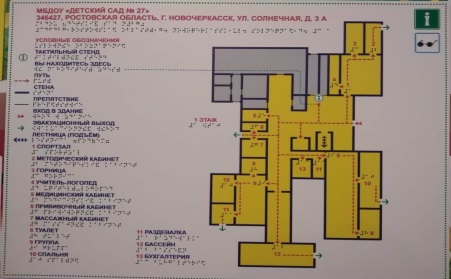 МБДОУ «ДЕТСКИЙ САД № 27»
346427, РОСТОВСКАЯ ОБЛАСТЬ, Г. НОВОЧЕРКАССК, УЛ. СОЛНЕЧНАЯ, Д. 3 А
УСЛОВНЫЕ ОБОЗНАЧЕНИЯ
ТАКТИЛЬНЫЙ СТЕНД
ВЫ НАХОДИТЕСЬ ЗДЕСЬ
ПУТЬ
СТЕНА
ПРЕПЯТСТВИЕ
ВХОД В ЗДАНИЕ
ЭВАКУАЦИОННЫЙ ВЫХОД
ЛЕСТНИЦА (ПОДЪЁМ)
1 СПОРТЗАЛ
2 МЕТОДИЧЕСКИЙ КАБИНЕТ
3 ГОРНИЦА
4 УЧИТЕЛЬ-ЛОГОПЕД
5 МЕДИЦИНСКИЙ КАБИНЕТ
6 ПРИВИВОЧНЫЙ КАБИНЕТ
7 МАССАЖНЫЙ КАБИНЕТ
8 ТУАЛЕТ
9 ГРУППА
10 СПАЛЬНЯ
11 РАЗДЕВАЛКА
12 БАССЕЙН
13 БУХГАЛТЕРИЯ
1 ЭТАЖ